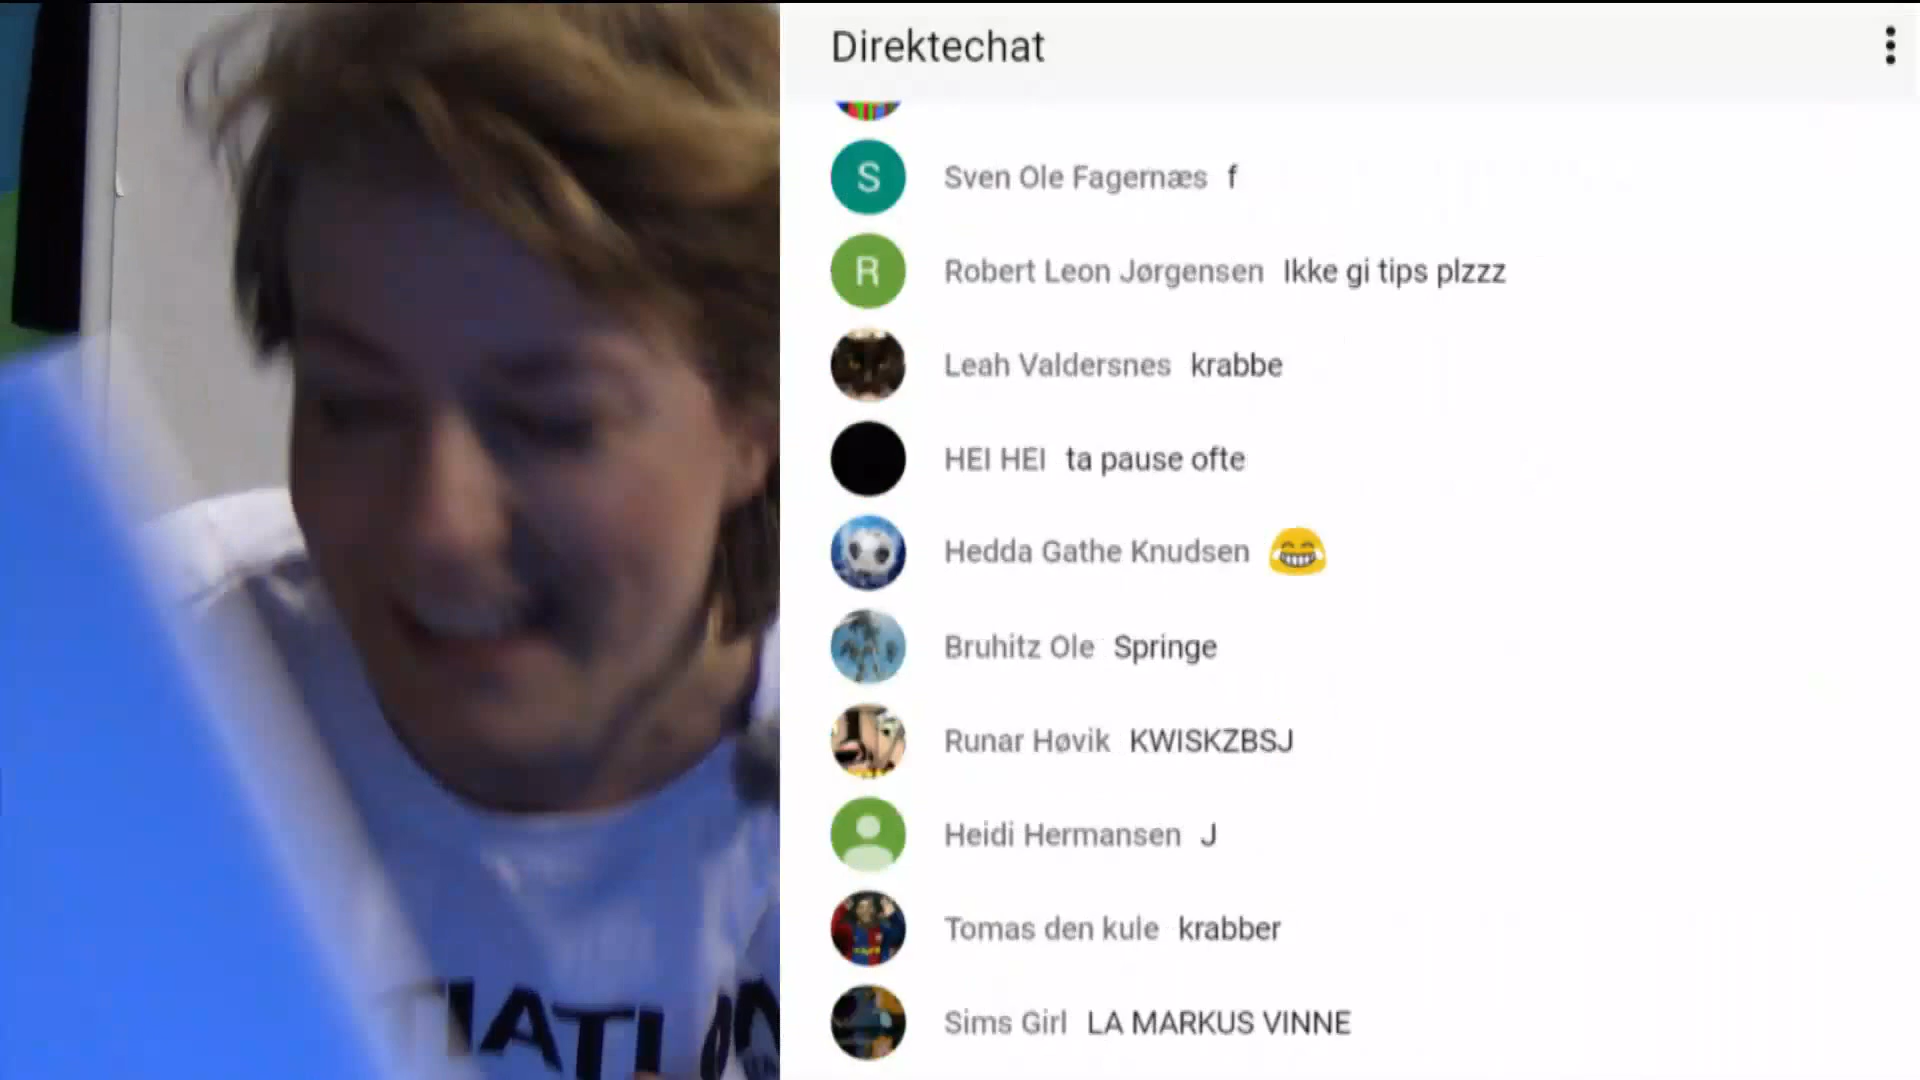 Direktechat
S Sven Ole Fagernæs f
R Robert Leon Jørgensen Ikke gi tips plzzz
Leah Valdersnes krabbe
HEI HEI ta pause ofte
Hedda Gathe Knudsen 😂
Bruhitz Ole Springe
Runar Høvik KWISKZBSJ
Heidi Hermansen J
Tomas den kule krabber
Sims Girl LA MARKUS VINNE